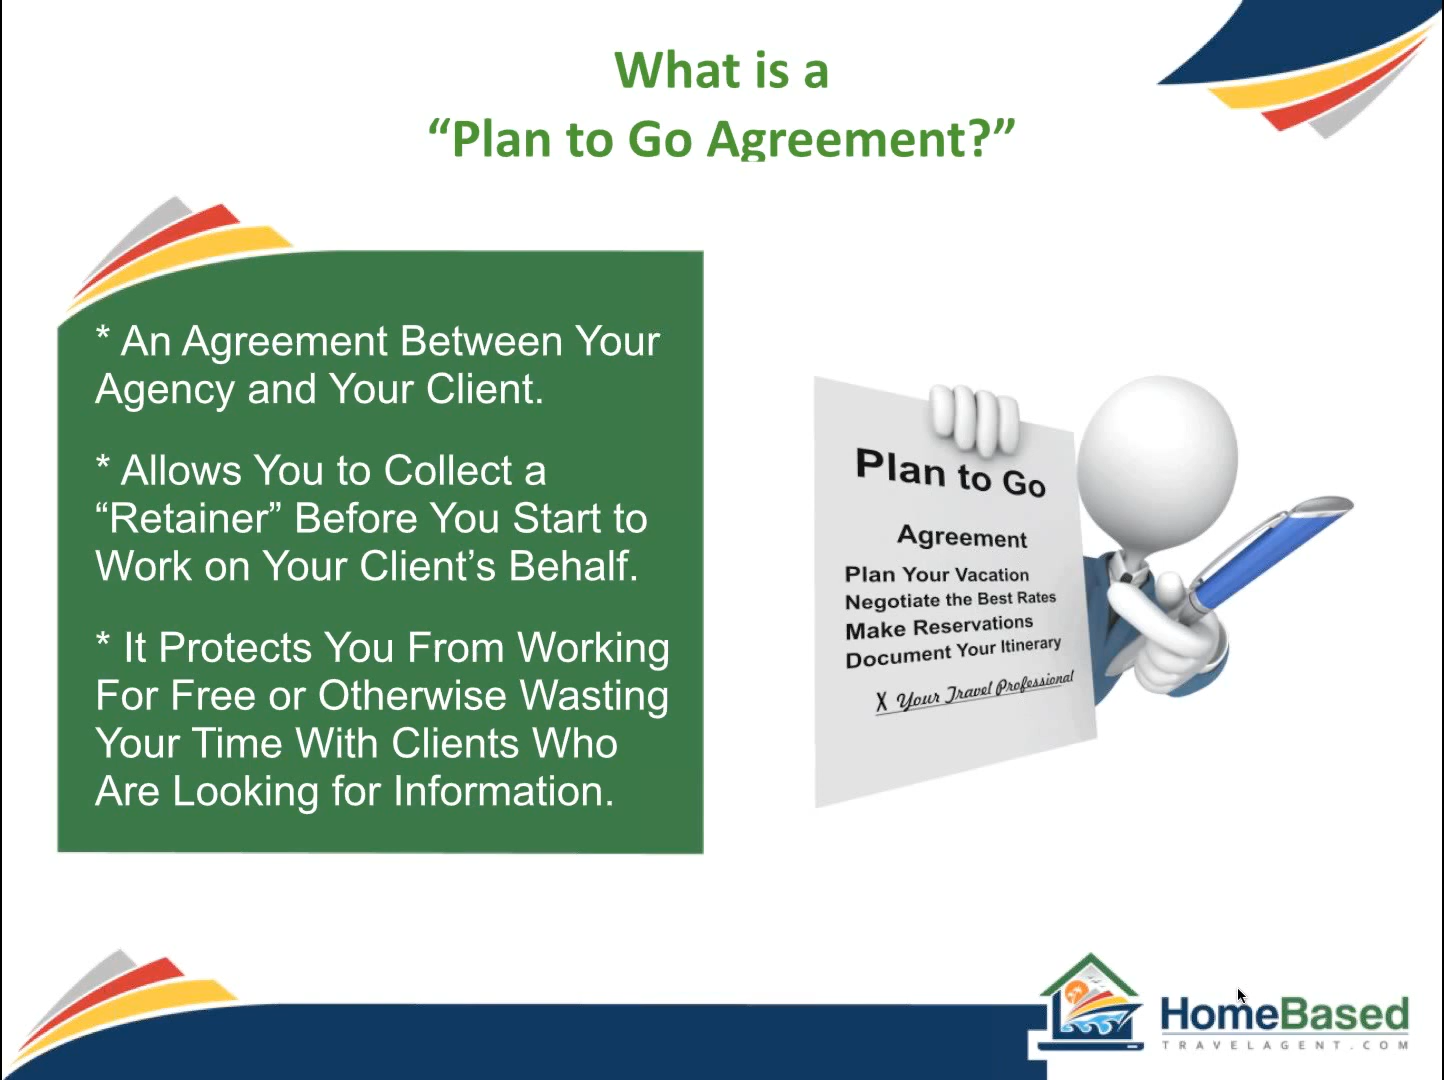 What is a
“Plan to Go Agreement?”
* An Agreement Between Your
Agency and Your Client.
* Allows You to Collect a
“Retainer” Before You Start to
Work on Your Client’s Behalf.
* It Protects You From Working
For Free or Otherwise Wasting
Your Time With Clients Who
Are Looking for Information.
Plan to Go
Agreement
Plan Your Vacation
Negotiate the Best Rates
Make Reservations
Document Your Itinerary
X Your Travel Professional
HomeBased
TRAVELAGENT.COM